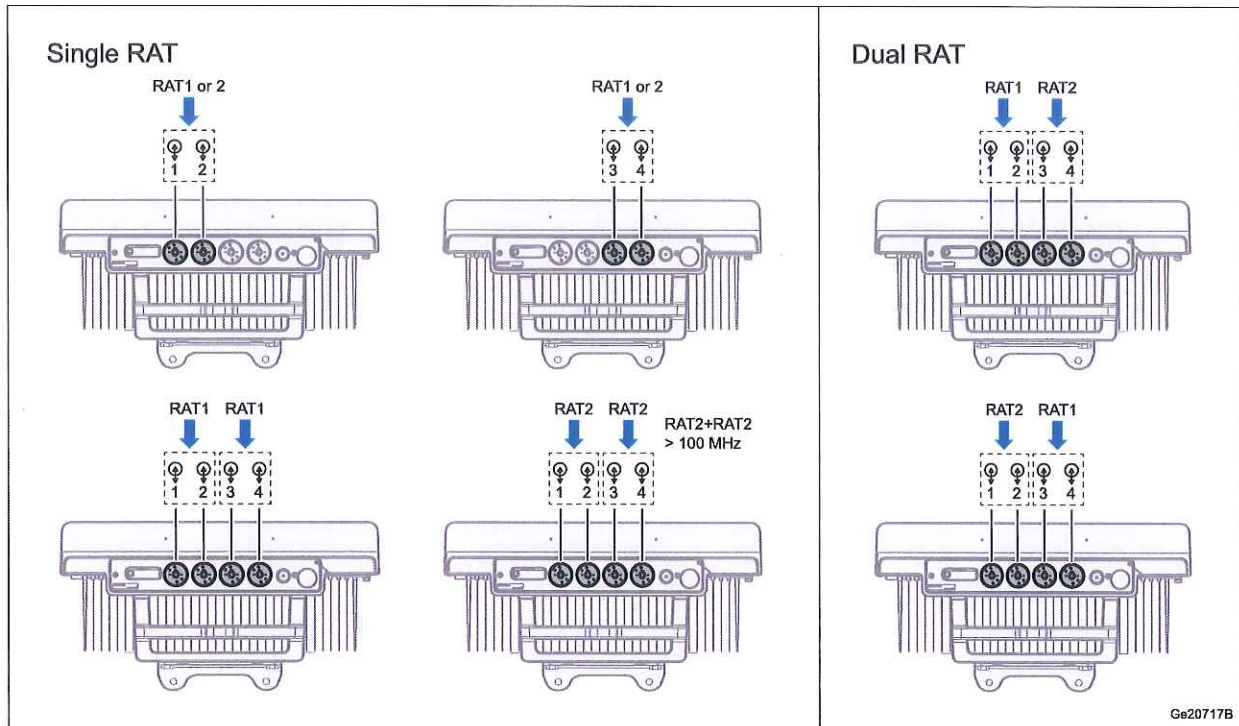 Single RAT
Dual RAT
RAT1 or 2
RAT1 or 2
RAT1 RAT2
1 2
3 4
1 2 3 4
RAT1 RAT1
RAT2 RAT2
RAT2+RAT2
> 100 MHz
RAT2 RAT1
1 2 3 4
1 2 3 4
1 2 3 4
Ge20717B